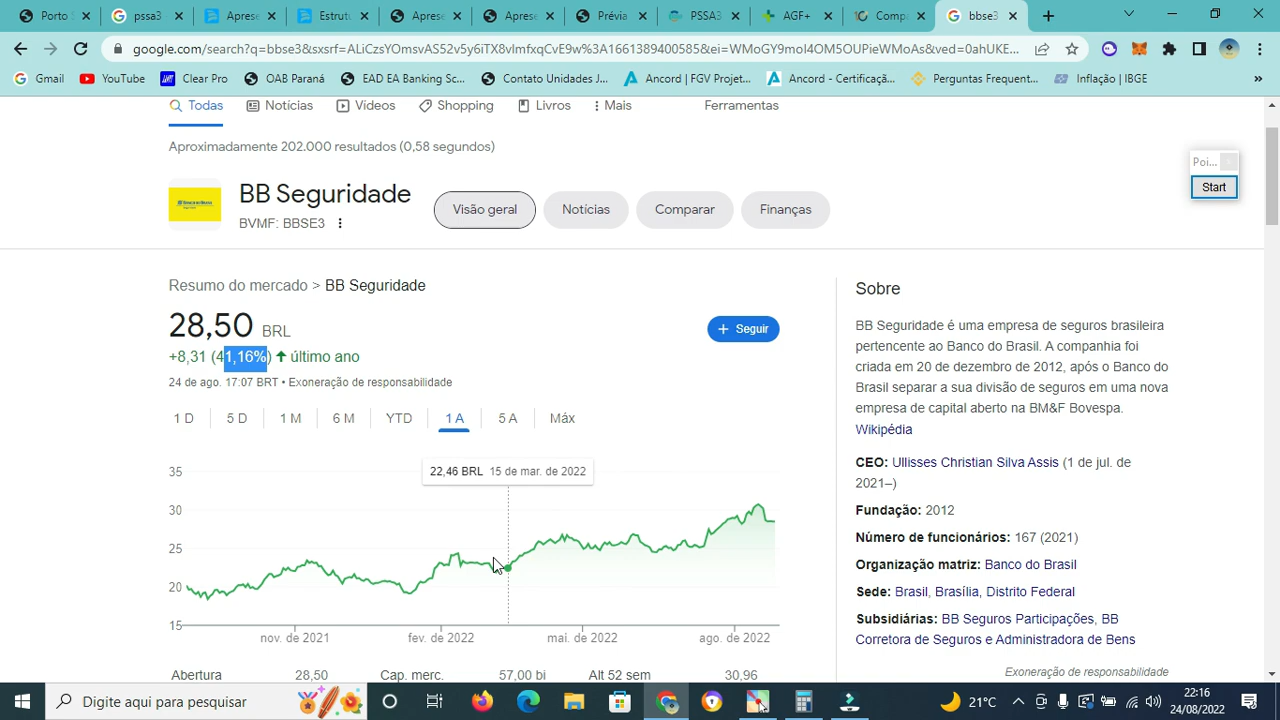 Porto S
pssa3
Aprese
Estrutu
Aprese
Aprese
Prévia
PSSA3
AGF+
Compa
bbse3
google.com/search?q=bbse3&sxsrf=ALiCzsYOmsvAS52v5y6iTX8vImfxqCvE9w%3A1661389400585&ei=WMoGY9moI4OM5OUPieWMoAs&ved=0ahUKE...
Gmail
YouTube
Clear Pro
OAB Paraná
EAD EA Banking Sc...
Contato Unidades J...
Ancord | FGV Projet...
Ancord - Certificaçã...
Perguntas Frequent...
Inflação | IBGE
»
Todas
Notícias
Vídeos
Shopping
Livros
Mais
Ferramentas
Aproximadamente 202.000 resultados (0,58 segundos)
Poi...
Start
BB Seguridade
BVMF: BBSE3
Visão geral
Notícias
Comparar
Finanças
Resumo do mercado > BB Seguridade
28,50 BRL
+8,31 (41,16%) ↑ último ano
24 de ago. 17:07 BRT • Exoneração de responsabilidade
+ Seguir
1 D
5 D
1 M
6 M
YTD
1 A
5 A
Máx
22,46 BRL 15 de mar. de 2022
35
30
25
20
15
nov. de 2021
fev. de 2022
mai. de 2022
ago. de 2022
Abertura 28,50
Cap. merc. 57,00 bi
Alt 52 sem 30,96
Sobre
BB Seguridade é uma empresa de seguros brasileira
pertencente ao Banco do Brasil. A companhia foi
criada em 20 de dezembro de 2012, após o Banco do
Brasil separar a sua divisão de seguros em uma nova
empresa de capital aberto na BM&F Bovespa.
Wikipédia
CEO: Ullisses Christian Silva Assis (1 de jul. de
2021–)
Fundação: 2012
Número de funcionários: 167 (2021)
Organização matriz: Banco do Brasil
Sede: Brasil, Brasília, Distrito Federal
Subsidiárias: BB Seguros Participações, BB
Corretora de Seguros e Administradora de Bens
Exoneração de responsabilidade
Digite aqui para pesquisar
21°C
22:16
24/08/2022